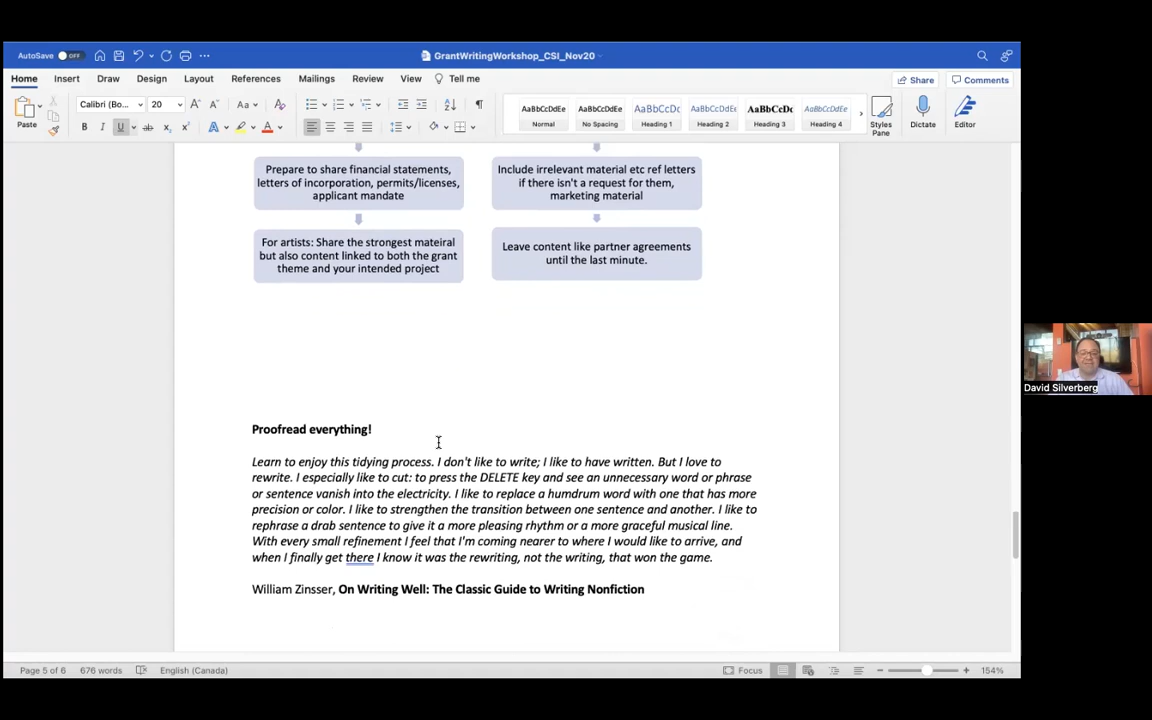 AutoSave OFF
GrantWritingWorkshop_CSI_Nov20
Home Insert Draw Design Layout References Mailings Review View Tell me
Share Comments
Paste
Calibri (Bo... 20
AaBbCcDdEe AaBbCcDdEe AaBbCcDc AaBbCcDdEe AaBbCcDc AaBbCcDdEe
Normal No Spacing Heading 1 Heading 2 Heading 3 Heading 4
Styles Pane
Dictate
Editor
Prepare to share financial statements,
letters of incorporation, permits/licenses,
applicant mandate
Include irrelevant material etc ref letters
if there isn't a request for them,
marketing material
For artists: Share the strongest mateiral
but also content linked to both the grant
theme and your intended project
Leave content like partner agreements
until the last minute.
Proofread everything!
Learn to enjoy this tidying process. I don't like to write; I like to have written. But I love to
rewrite. I especially like to cut: to press the DELETE key and see an unnecessary word or phrase
or sentence vanish into the electricity. I like to replace a humdrum word with one that has more
precision or color. I like to strengthen the transition between one sentence and another. I like to
rephrase a drab sentence to give it a more pleasing rhythm or a more graceful musical line.
With every small refinement I feel that I'm coming nearer to where I would like to arrive, and
when I finally get there I know it was the rewriting, not the writing, that won the game.
William Zinsser, On Writing Well: The Classic Guide to Writing Nonfiction
David Silverberg
Page 5 of 6 676 words English (Canada) Focus 154%